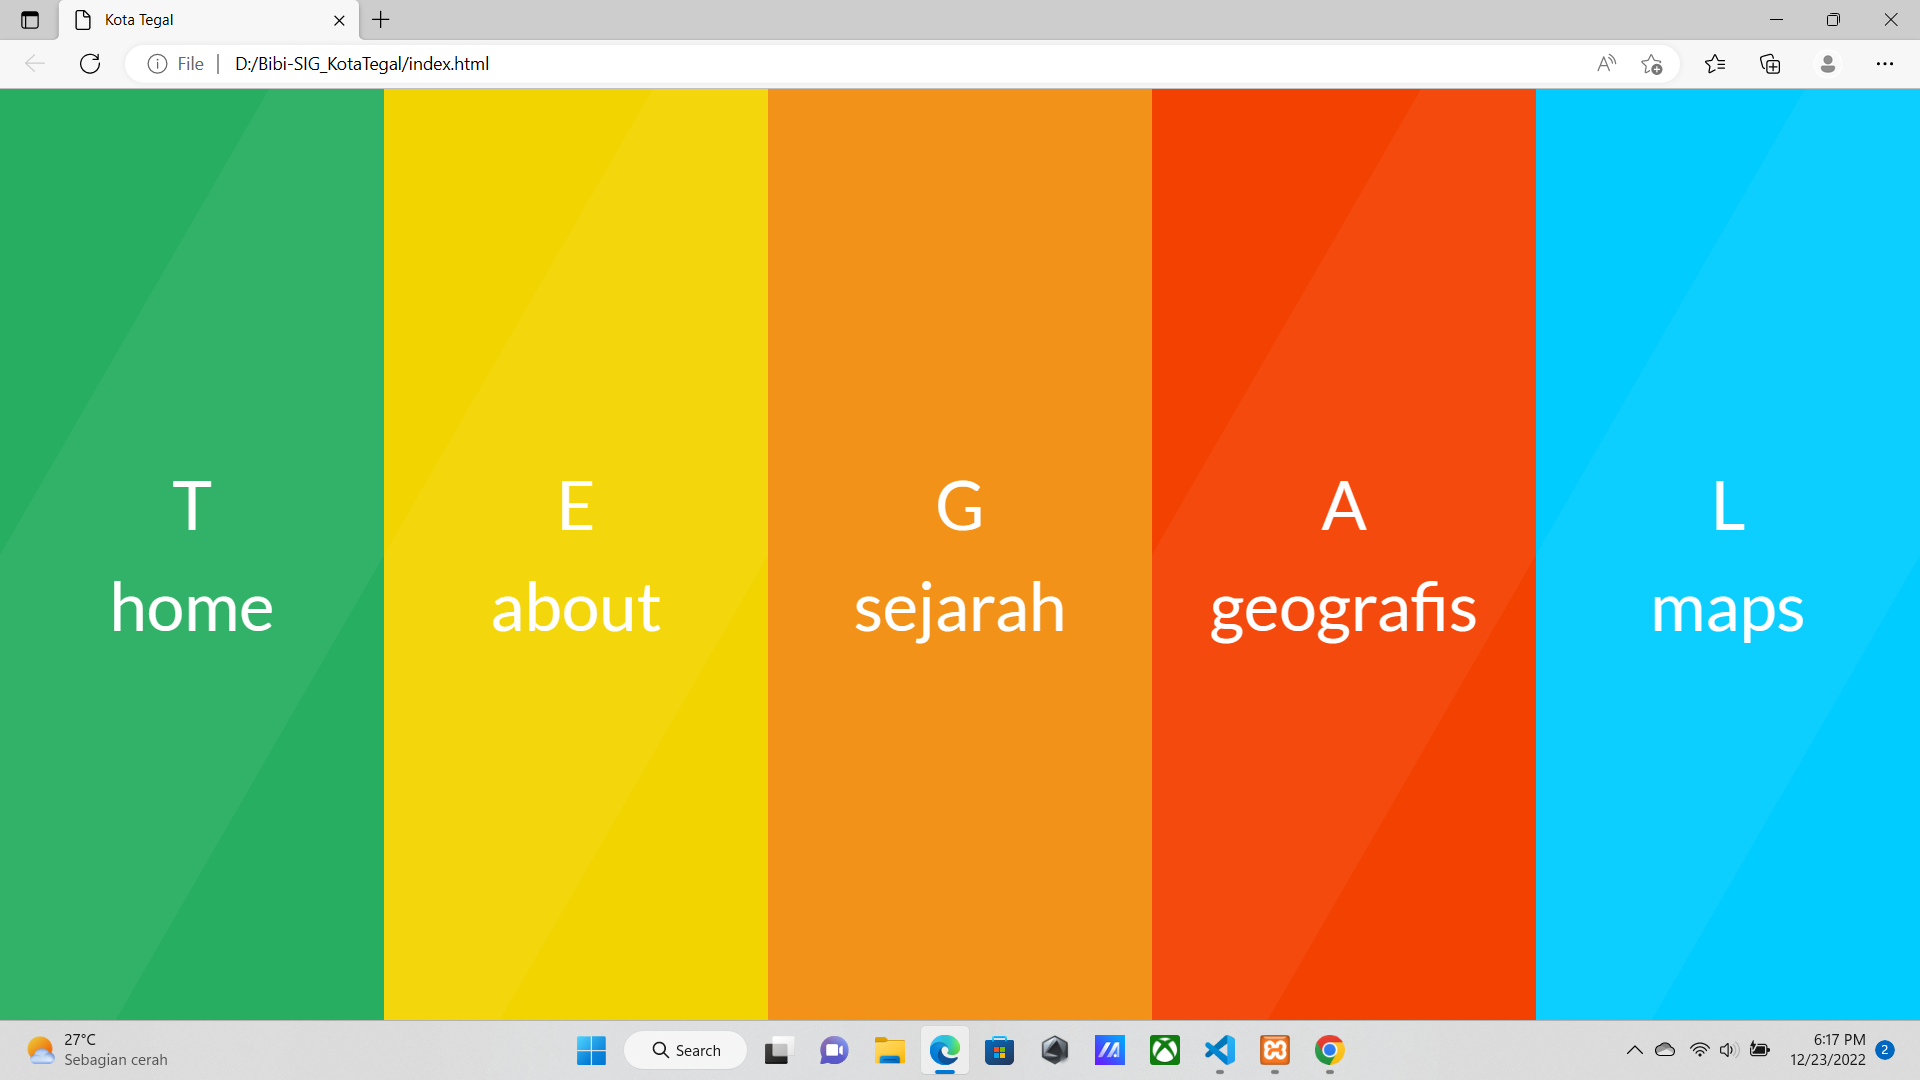 Kota Tegal
File
D:/Bibi-SIG_KotaTegal/index.html
T
home
E
about
G
sejarah
A
geografis
L
maps
27°C
Sebagian cerah
Search
6:17 PM
12/23/2022
2